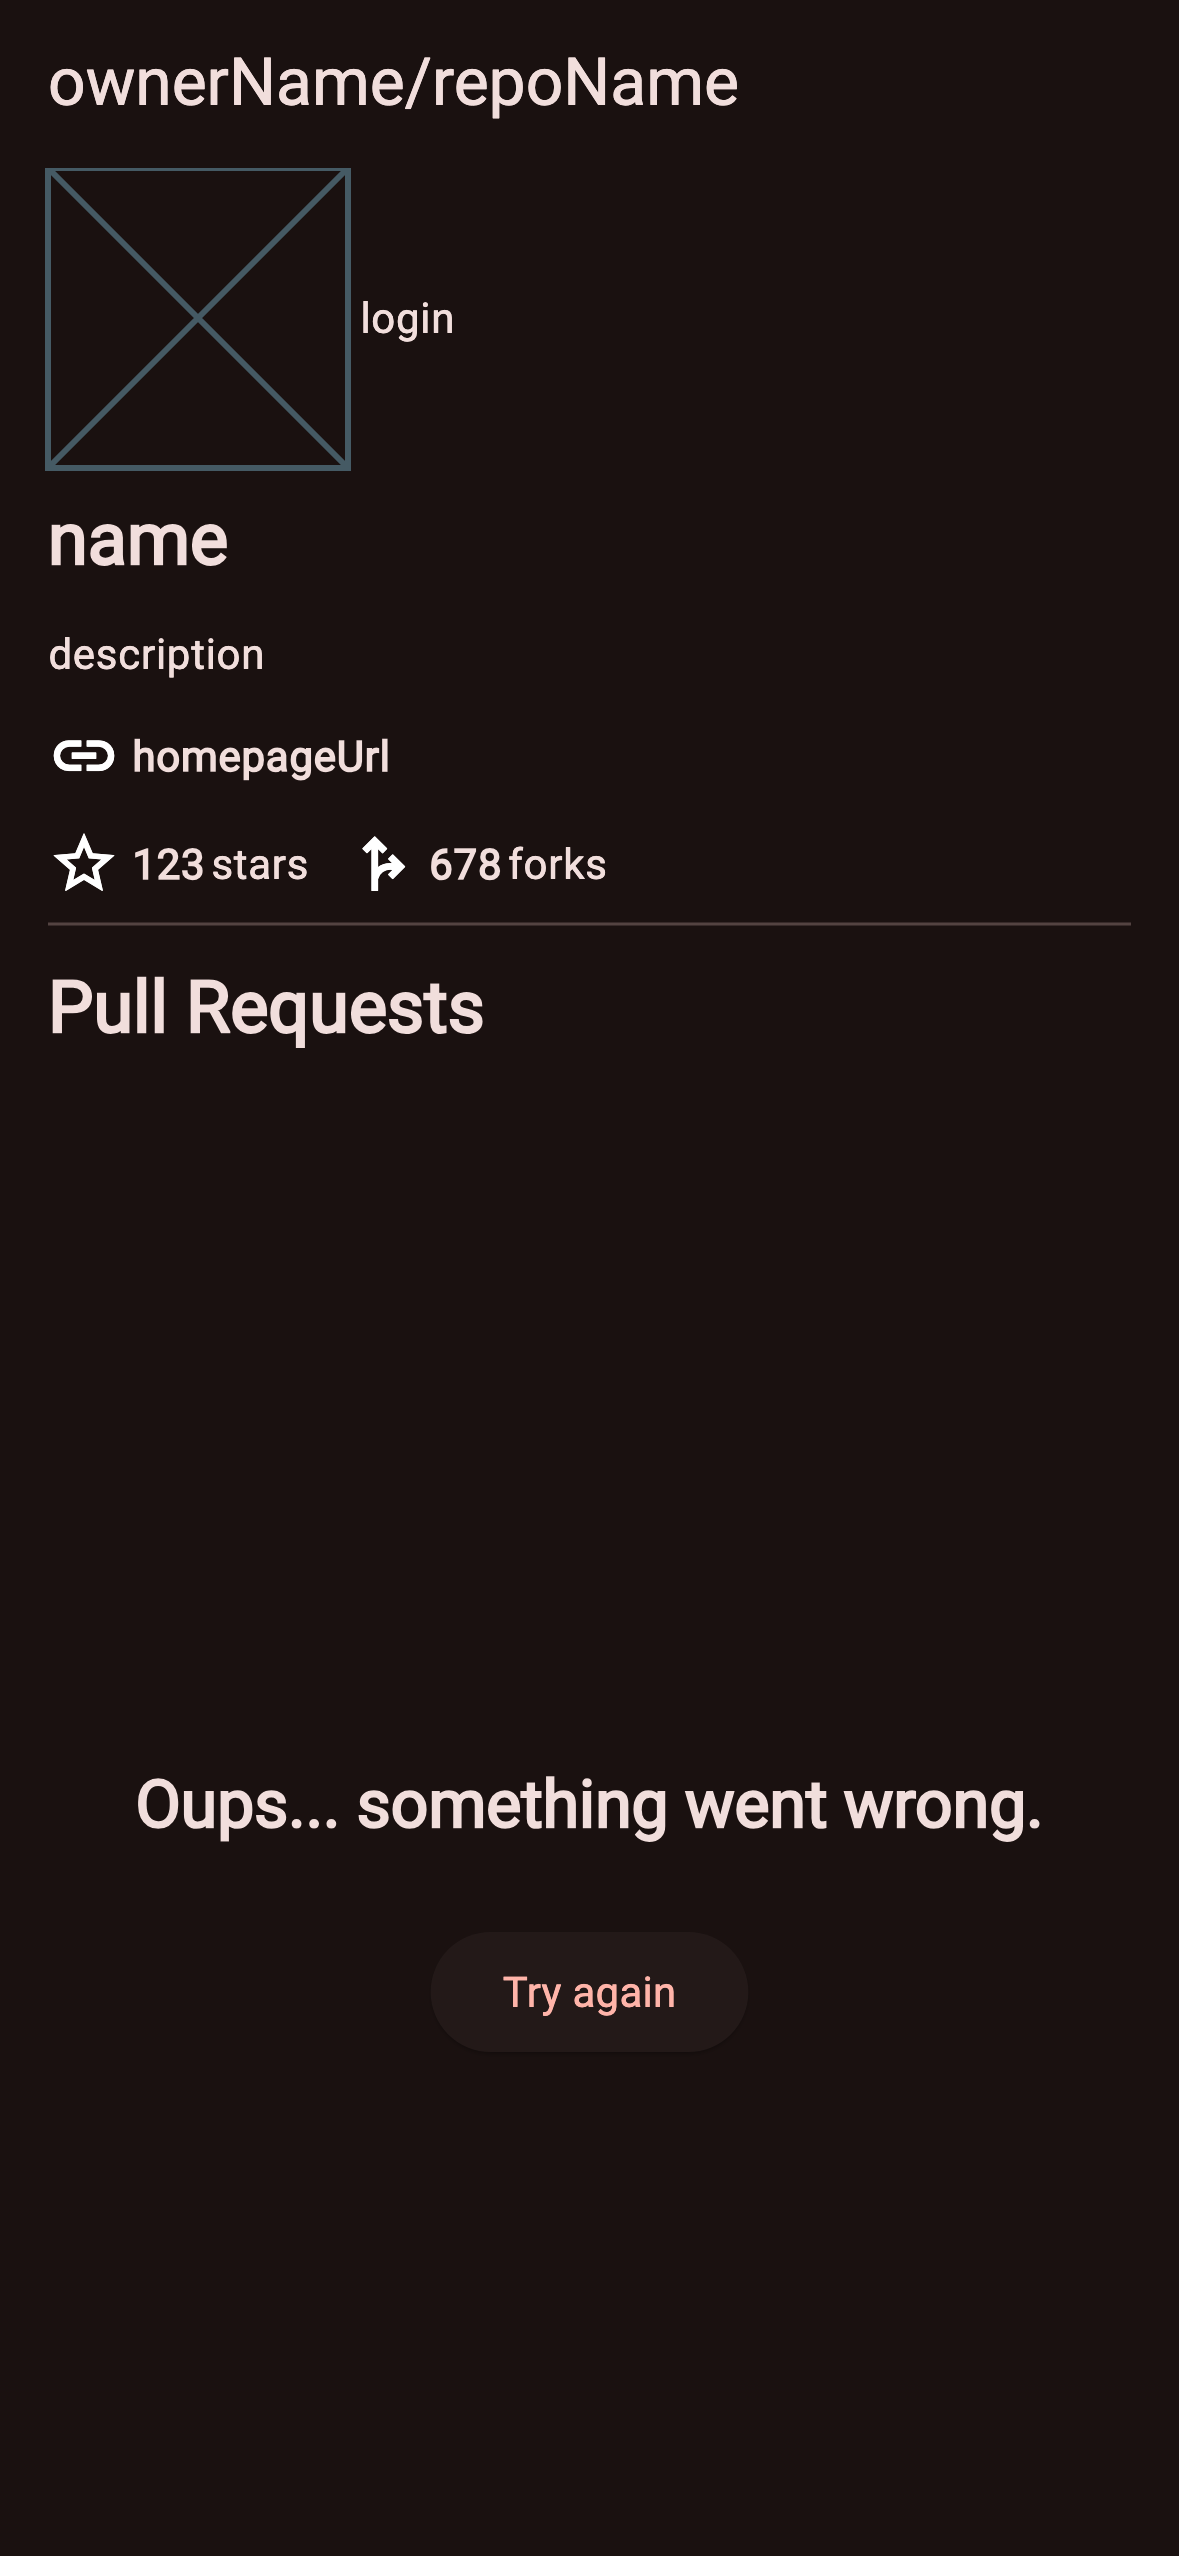 ownerName/repoName
login
name
description
homepageUrl
123 stars 678 forks
Pull Requests
Oups... something went wrong.
Try again